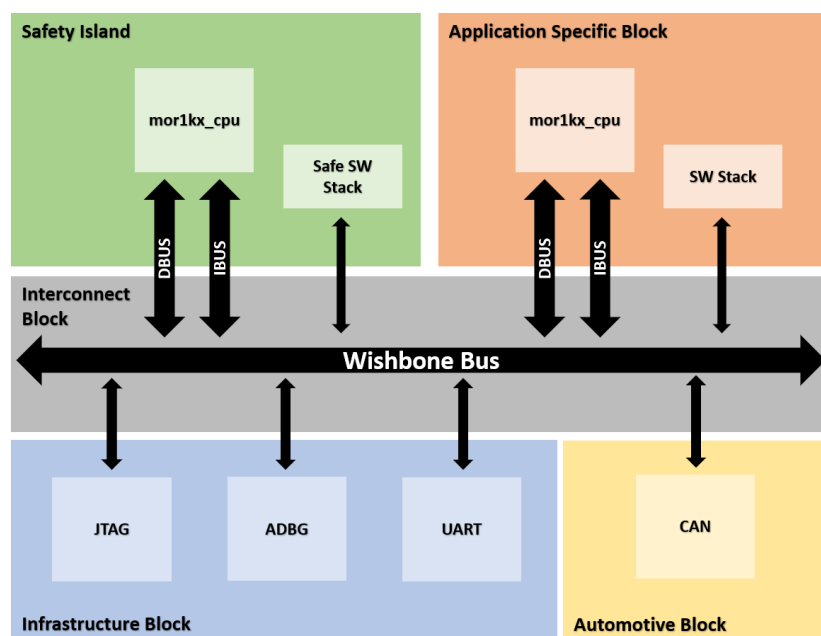 Safety Island
mor1kx_cpu
Safe SW
Stack
DBUS
IBUS
Application Specific Block
mor1kx_cpu
SW Stack
DBUS
IBUS
Interconnect
Block
Wishbone Bus
JTAG
ADBG
UART
Infrastructure Block
CAN
Automotive Block